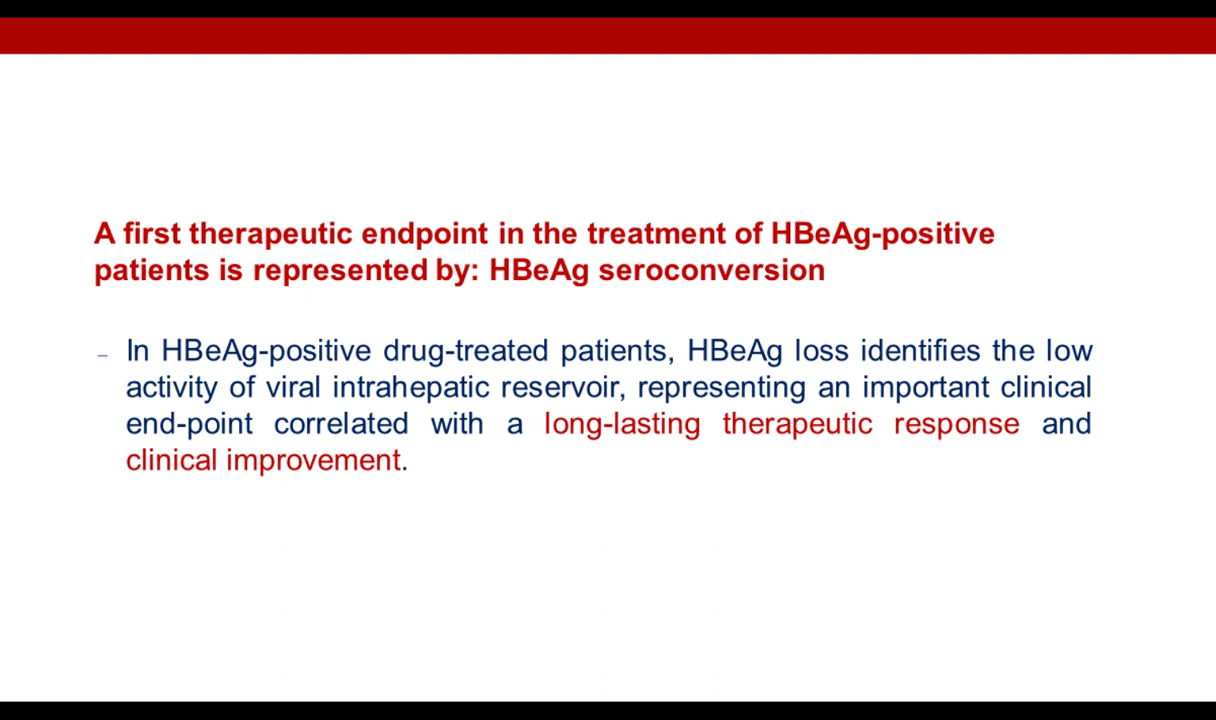 A first therapeutic endpoint in the treatment of HBeAg-positive
patients is represented by: HBeAg seroconversion
– In HBeAg-positive drug-treated patients, HBeAg loss identifies the low
activity of viral intrahepatic reservoir, representing an important clinical
end-point correlated with a long-lasting therapeutic response and
clinical improvement.